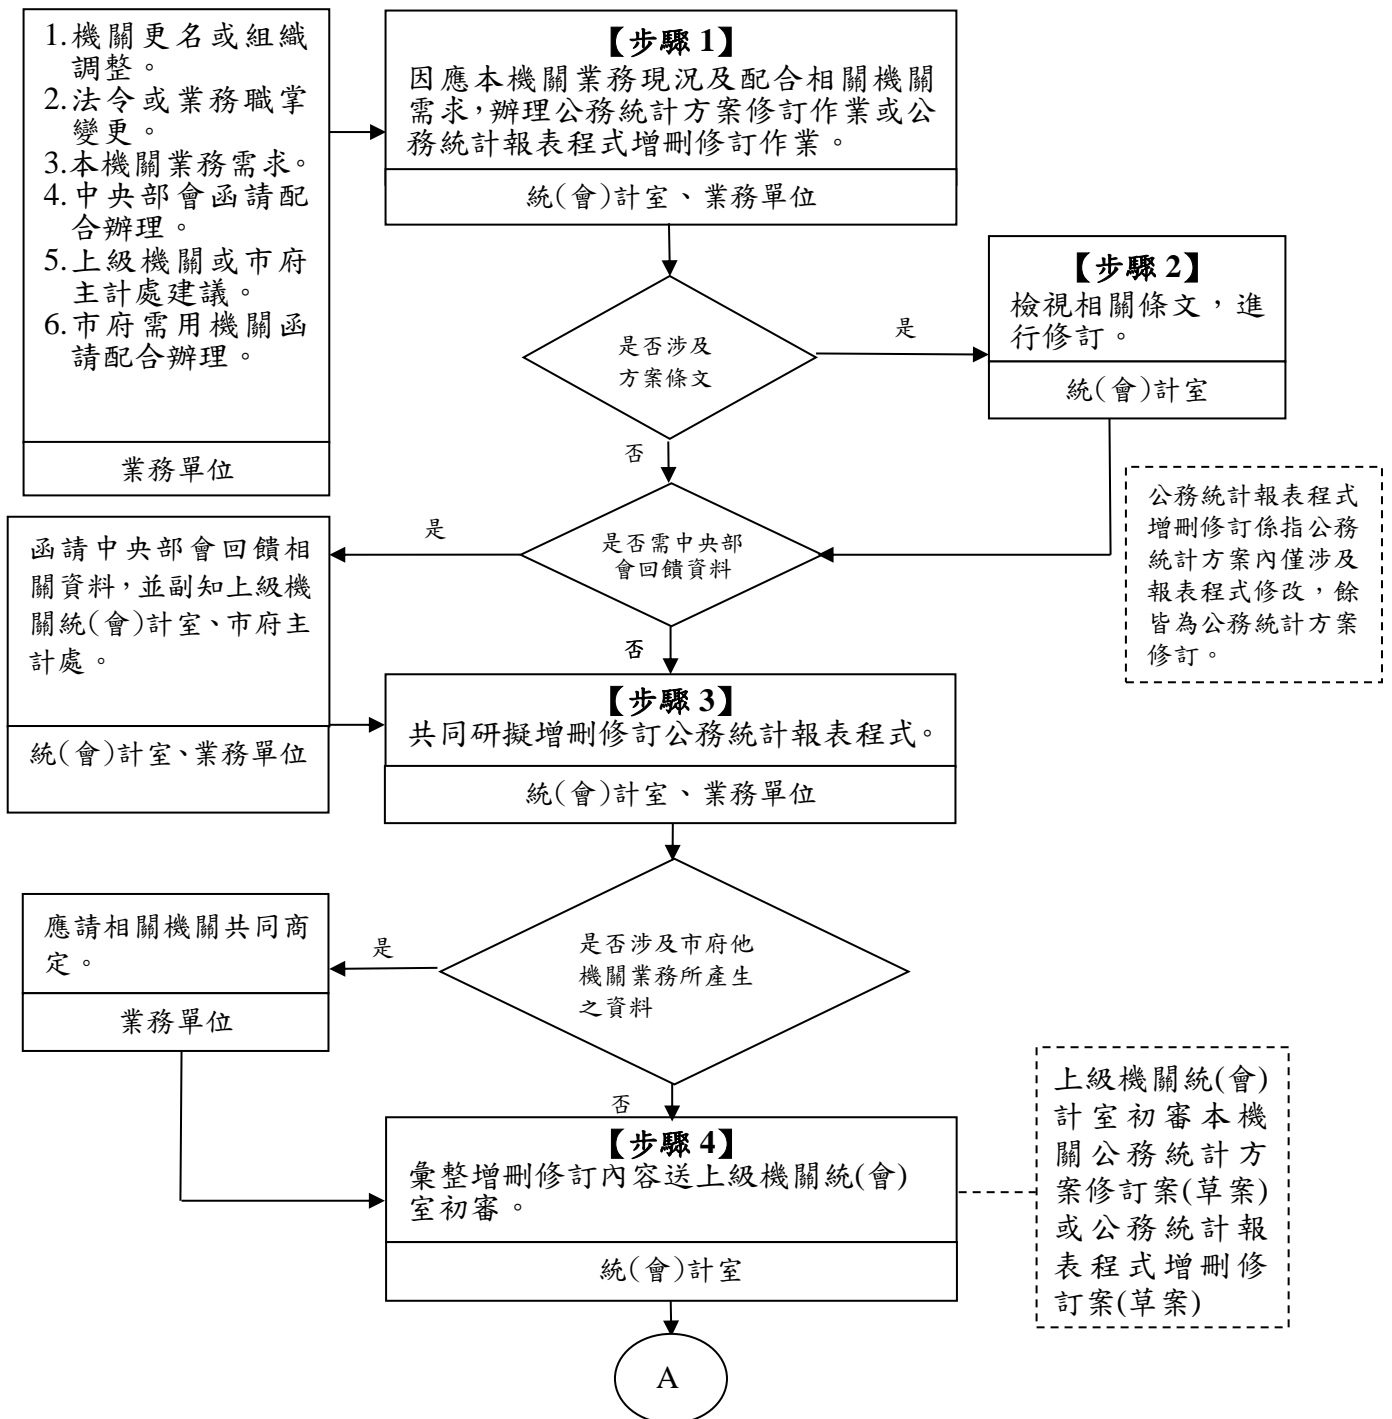 1.機關更名或組織
調整。
2.法令或業務職掌
變更。
3.本機關業務需求。
4.中央部會函請配
合辦理。
5.上級機關或市府
主計處建議。
6.市府需用機關函
請配合辦理。
業務單位
【步驟 1】
因應本機關業務現況及配合相關機關
需求，辦理公務統計方案修訂作業或公
務統計報表程式增刪修訂作業。
統(會)計室、業務單位
是否涉及
方案條文
是
【步驟 2】
檢視相關條文，進
行修訂。
統(會)計室
否
公務統計報表程式
增刪修訂係指公務
統計方案內僅涉及
報表程式修改，餘
皆為公務統計方案
修訂。
是否需中央部
會回饋資料
是
函請中央部會回饋相
關資料，並副知上級機
關統(會)計室、市府主
計處。
統(會)計室、業務單位
否
【步驟 3】
共同研擬增刪修訂公務統計報表程式。
統(會)計室、業務單位
是否涉及市府他
機關業務所產生
之資料
是
應請相關機關共同商
定。
業務單位
否
【步驟 4】
彙整增刪修訂內容送上級機關統(會)
室初審。
統(會)計室
上級機關統(會)
計室初審本機
關公務統計方
案修訂案(草案)
或公務統計報
表程式增刪修
訂案(草案)
A